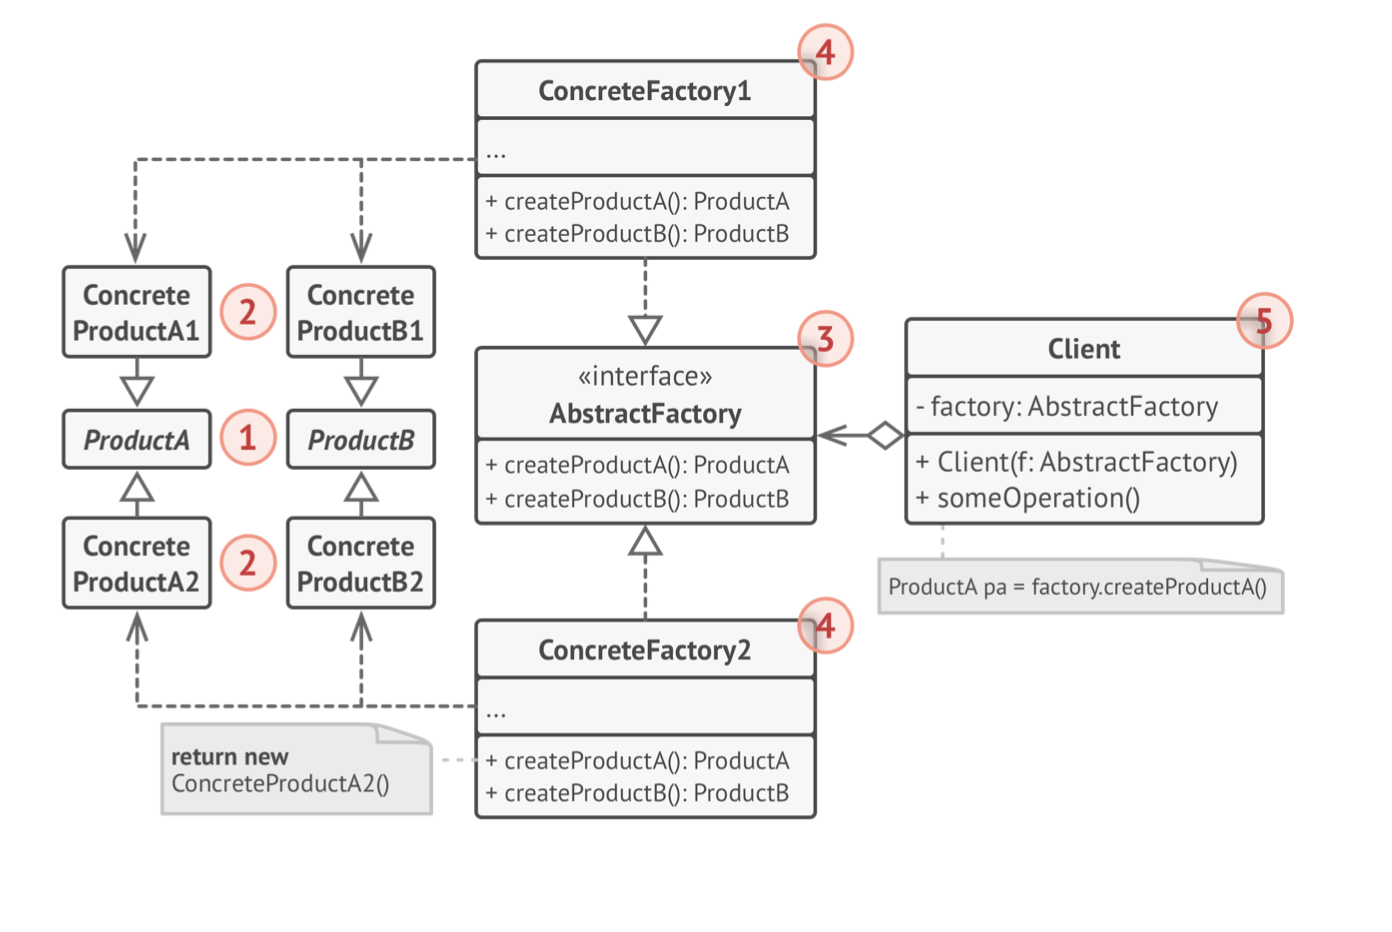 4
ConcreteFactory1
...
+ createProductA(): ProductA
+ createProductB(): ProductB
Concrete
ProductA1
2
Concrete
ProductB1
ProductA
1
ProductB
Concrete
ProductA2
2
Concrete
ProductB2
3
«interface»
AbstractFactory
+ createProductA(): ProductA
+ createProductB(): ProductB
5
Client
- factory: AbstractFactory
+ Client(f: AbstractFactory)
+ someOperation()
ProductA pa = factory.createProductA()
4
ConcreteFactory2
...
+ createProductA(): ProductA
+ createProductB(): ProductB
return new
ConcreteProductA2()